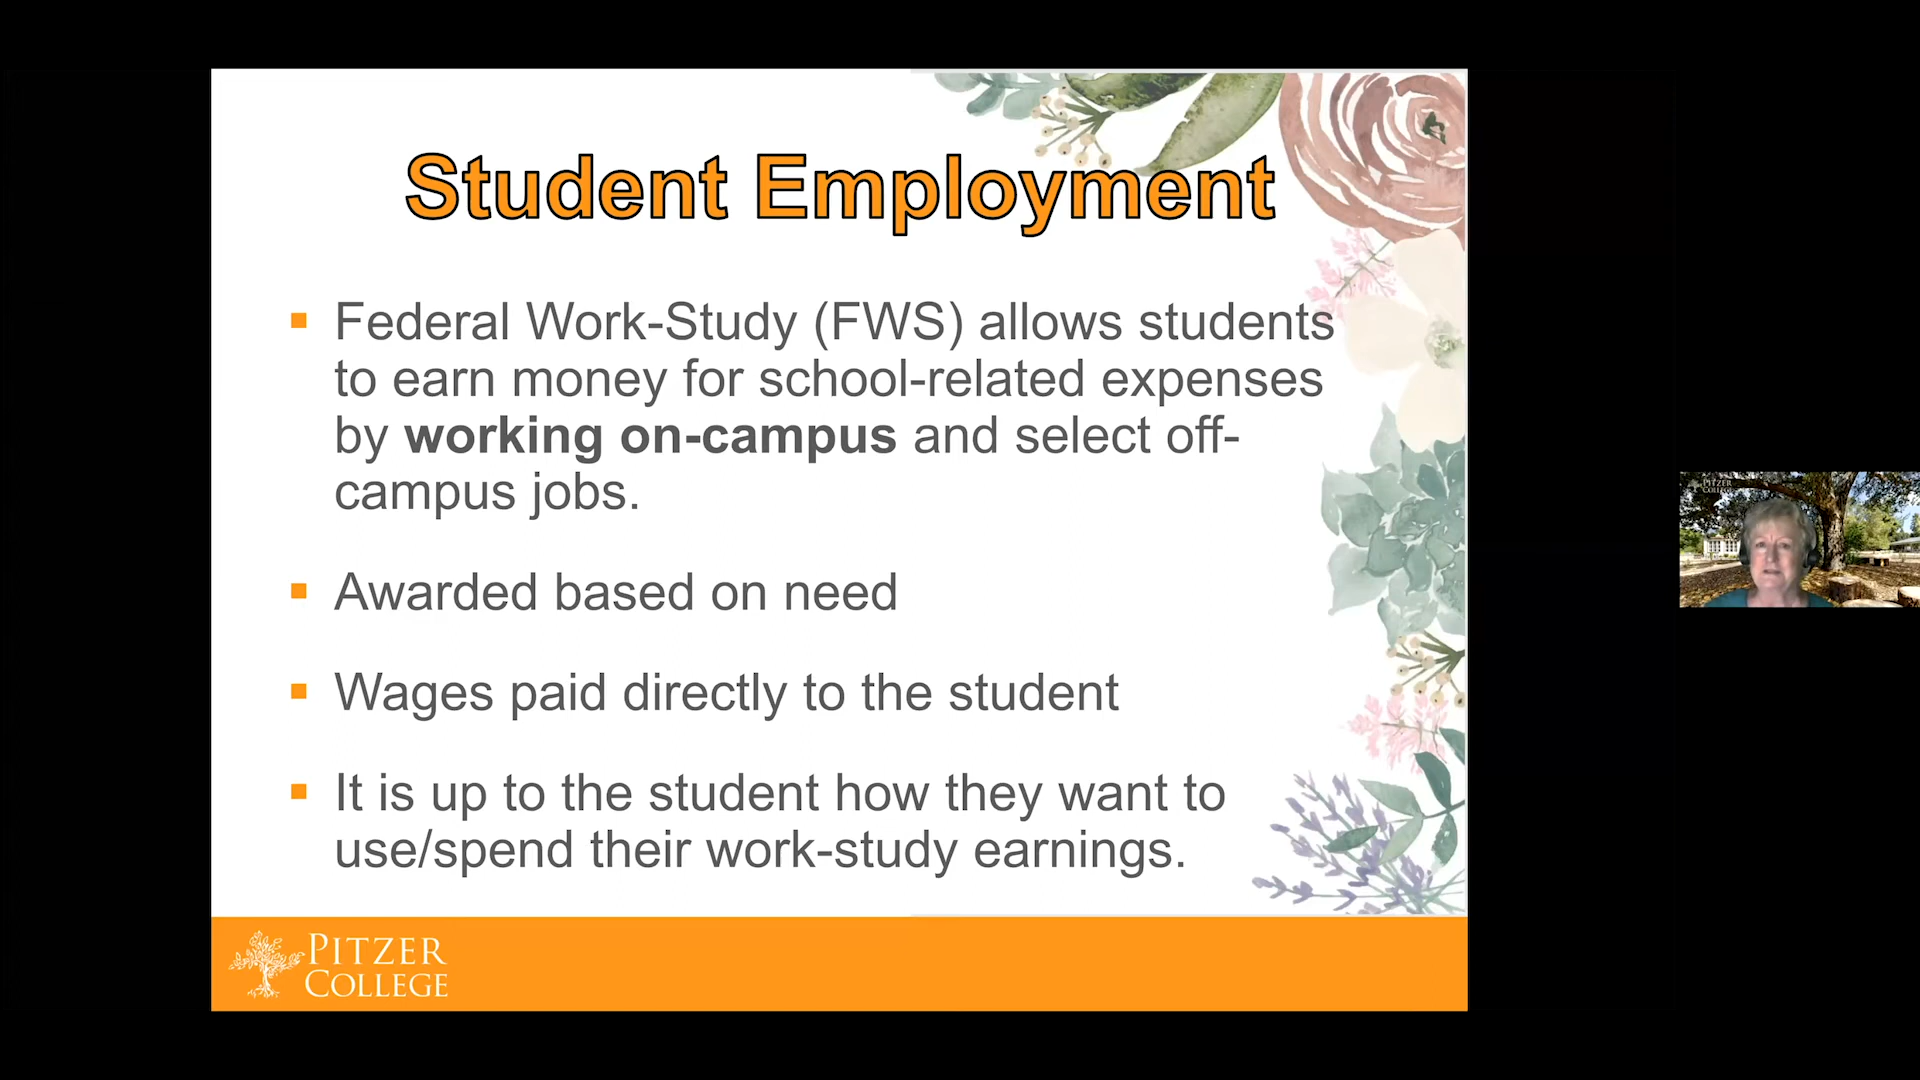 Student Employment
Federal Work-Study (FWS) allows students
to earn money for school-related expenses
by working on-campus and select off-
campus jobs.
Awarded based on need
Wages paid directly to the student
It is up to the student how they want to
use/spend their work-study earnings.
PITZER
COLLEGE
PITZER
COLLEGE